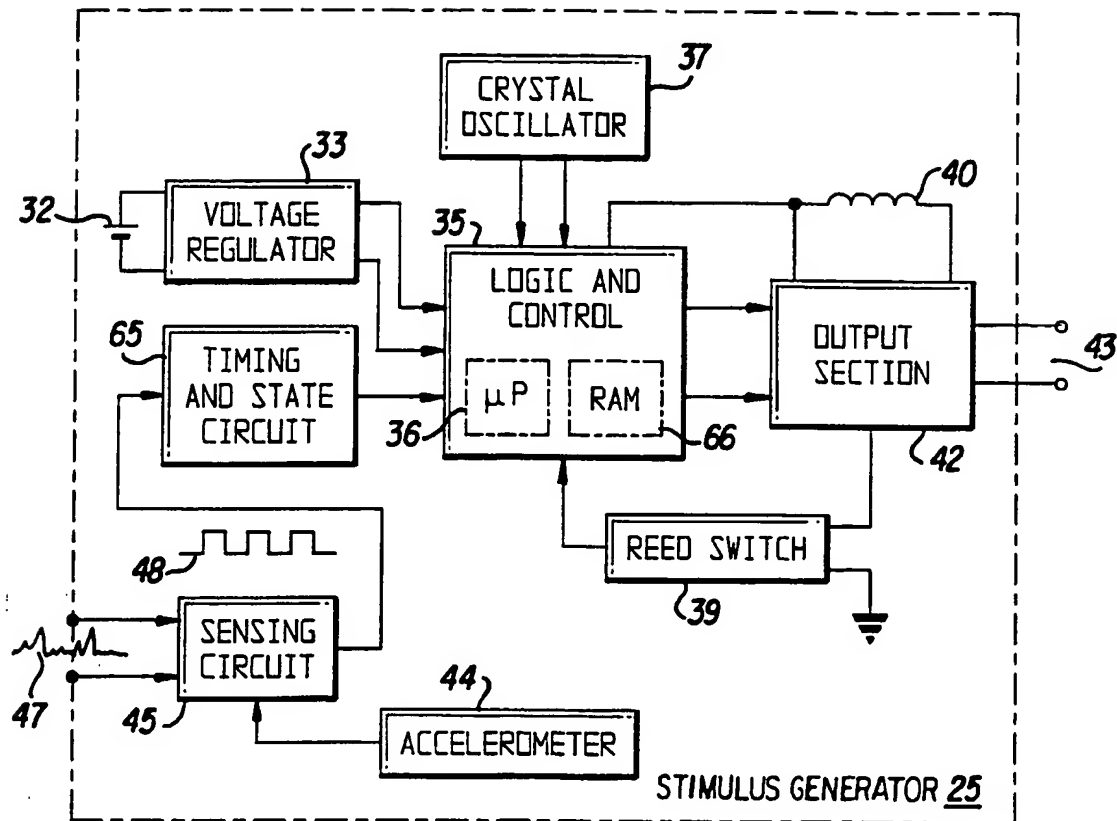 37
CRYSTAL
OSCILLATOR
33
32
VOLTAGE
REGULATOR
40
35
LOGIC AND
CONTROL
65
TIMING
AND STATE
CIRCUIT
OUTPUT
SECTION
43
μP
RAM
36
66
42
48
REED SWITCH
39
SENSING
CIRCUIT
47
45
44
ACCELEROMETER
STIMULUS GENERATOR 25